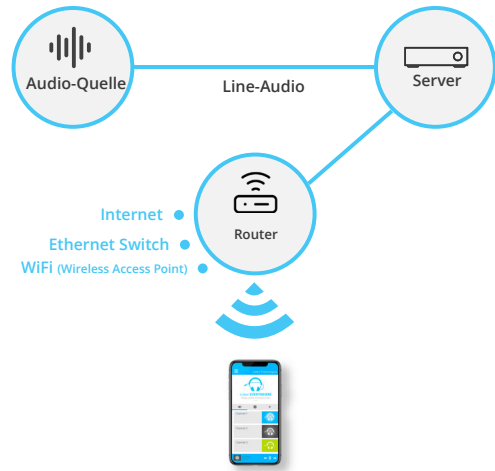 Audio-Quelle
Line-Audio
Server
Router
Internet
Ethernet Switch
WiFi (Wireless Access Point)